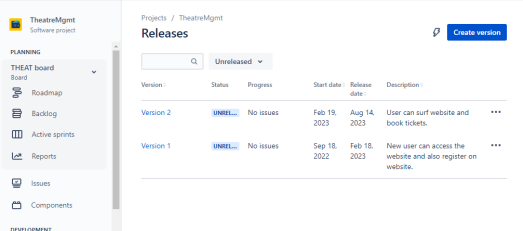 TheatreMgmt
Software project
PLANNING
THEAT board
Board
Roadmap
Backlog
Active sprints
Reports
Issues
Components
DEVELOPMENT
Projects / TheatreMgmt
Releases
Create version
Unreleased
Version Status Progress Start date Release date Description
Version 2 UNREL... No issues Feb 19, 2023 Aug 14, 2023 User can surf website and
book tickets.
Version 1 UNREL... No issues Sep 18, 2022 Feb 18, 2023 New user can access the
website and also register on
website.